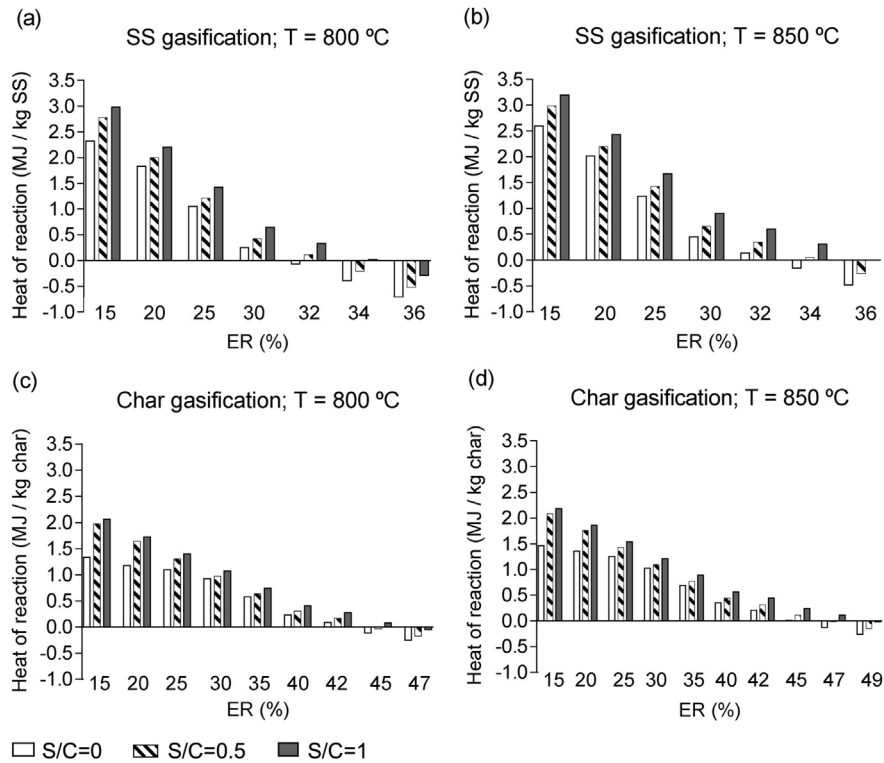 (a)
SS gasification; T = 800 ºC
Heat of reaction (MJ / kg SS)
3.5
3.0
2.5
2.0
1.5
1.0
0.5
0.0
-0.5
-1.0
15 20 25 30 32 34 36
ER (%)
(b)
SS gasification; T = 850 ºC
Heat of reaction (MJ / kg SS)
3.5
3.0
2.5
2.0
1.5
1.0
0.5
0.0
-0.5
-1.0
15 20 25 30 32 34 36
ER (%)
(c)
Char gasification; T = 800 ºC
Heat of reaction (MJ / kg char)
3.5
3.0
2.5
2.0
1.5
1.0
0.5
0.0
-0.5
-1.0
15 20 25 30 35 40 42 45 47
ER (%)
(d)
Char gasification; T = 850 ºC
Heat of reaction (MJ / kg char)
3.5
3.0
2.5
2.0
1.5
1.0
0.5
0.0
-0.5
-1.0
15 20 25 30 35 40 42 45 47 49
ER (%)
S/C=0 S/C=0.5 S/C=1